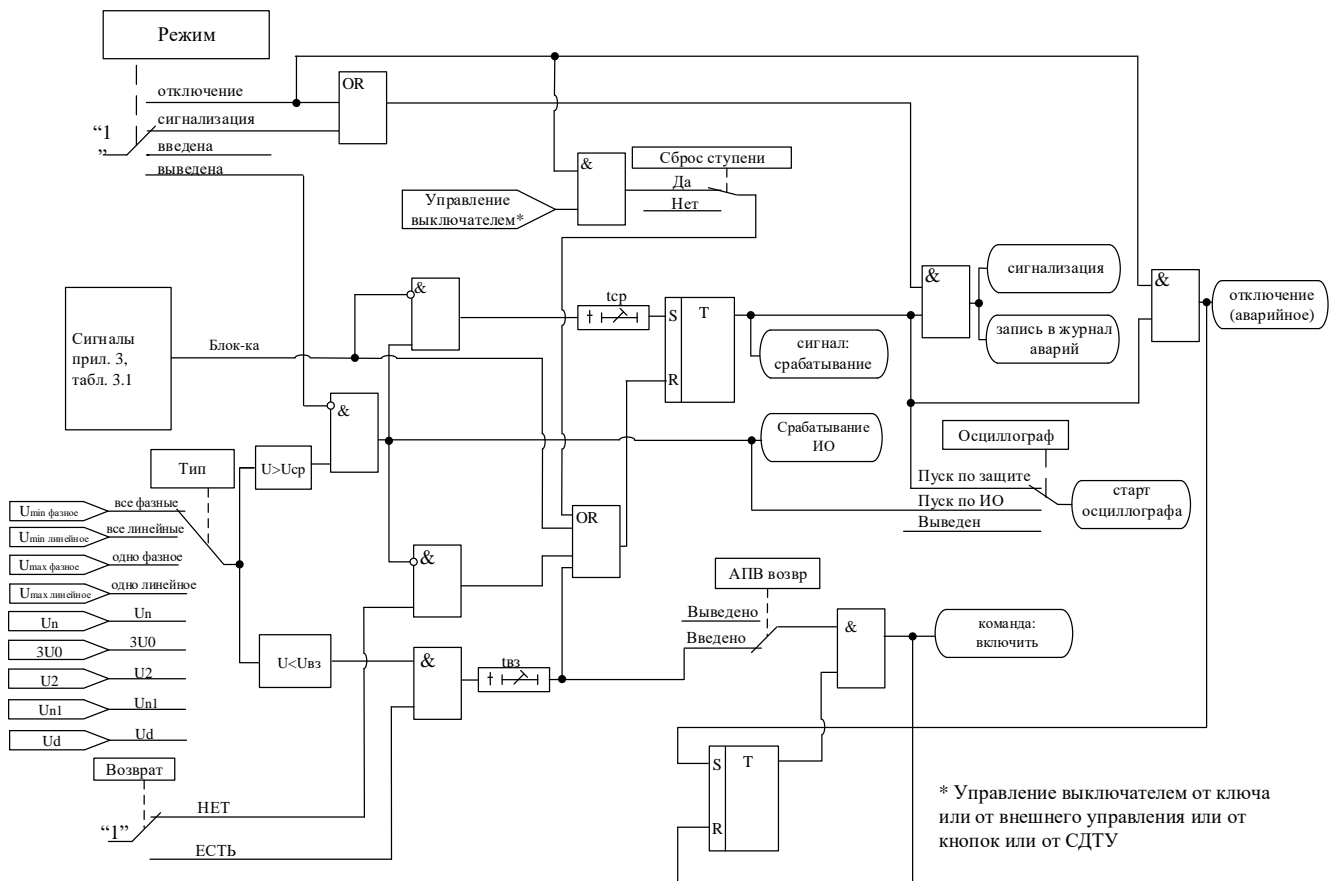 Режим
отключение
OR
сигнализация
“1
”
введена
выведена
Управление
выключателем*
&
Сброс ступени
Да
Нет
Сигналы
прил. 3,
табл. 3.1
Блок-ка
&
tср
S
T
R
сигнал:
срабатывание
&
сигнализация
запись в журнал
аварий
&
отключение
(аварийное)
Тип
U>Uср
&
Срабатывание
ИО
Осциллограф
Пуск по защите
Пуск по ИО
Выведен
старт
осциллографа
Umin фазное
все фазные
Umin линейное
все линейные
Umax фазное
одно фазное
Umax линейное
одно линейное
Un
Un
3U0
3U0
U2
U2
Un1
Un1
Ud
Ud
U<Uвз
&
&
tвз
OR
АПВ возвр
Выведено
Введено
&
команда:
включить
S
T
R
Возврат
“1”
НЕТ
ЕСТЬ
* Управление выключателем от ключа
или от внешнего управления или от
кнопок или от СДТУ